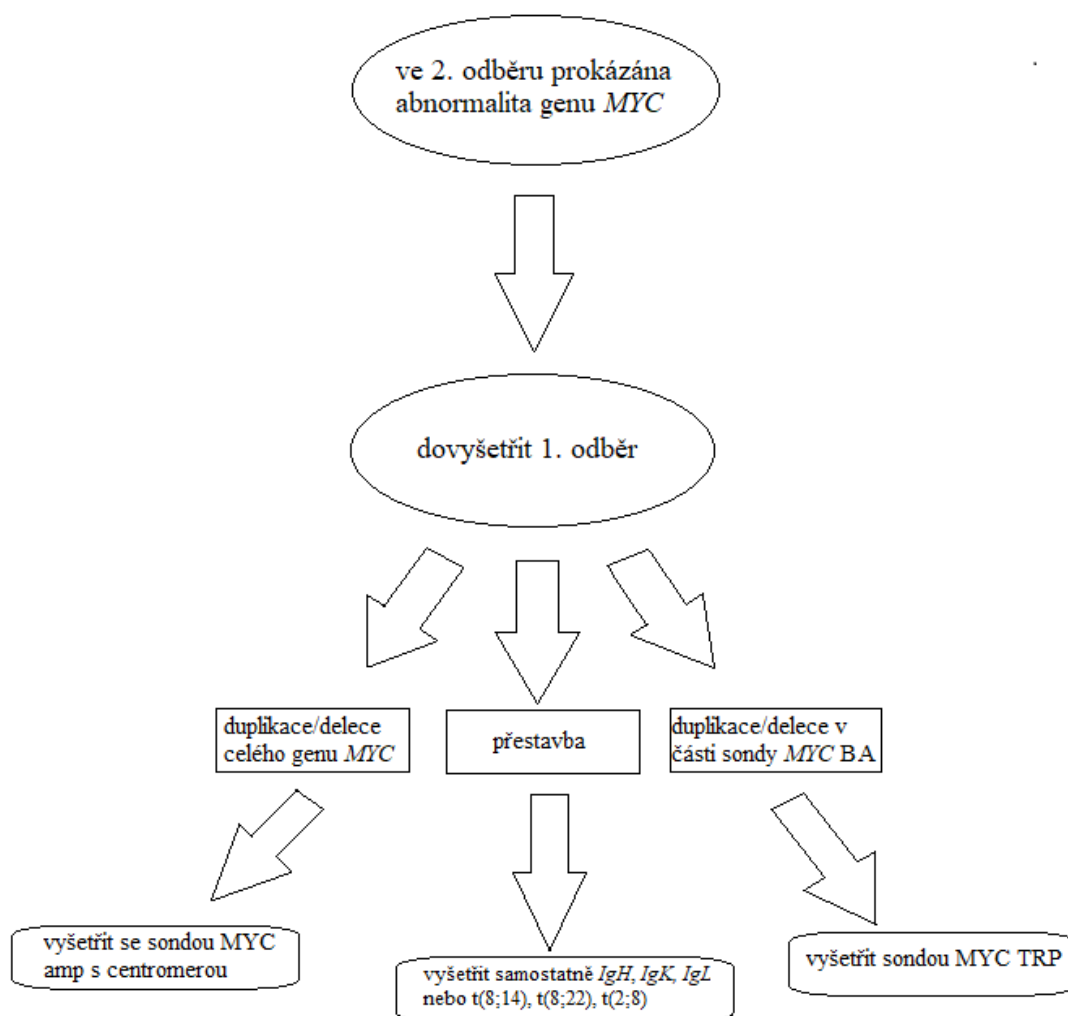 ve 2. odběru prokázána
abnormalita genu MYC
dovyšetřit 1. odběr
duplikace/delece
celého genu MYC
přestavba
duplikace/delece v
části sondy MYC BA
vyšetřit se sondou MYC
amp s centromerou
vyšetřit samostatně IgH, IgK, IgL
nebo t(8;14), t(8;22), t(2;8)
vyšetřit sondou MYC TRP